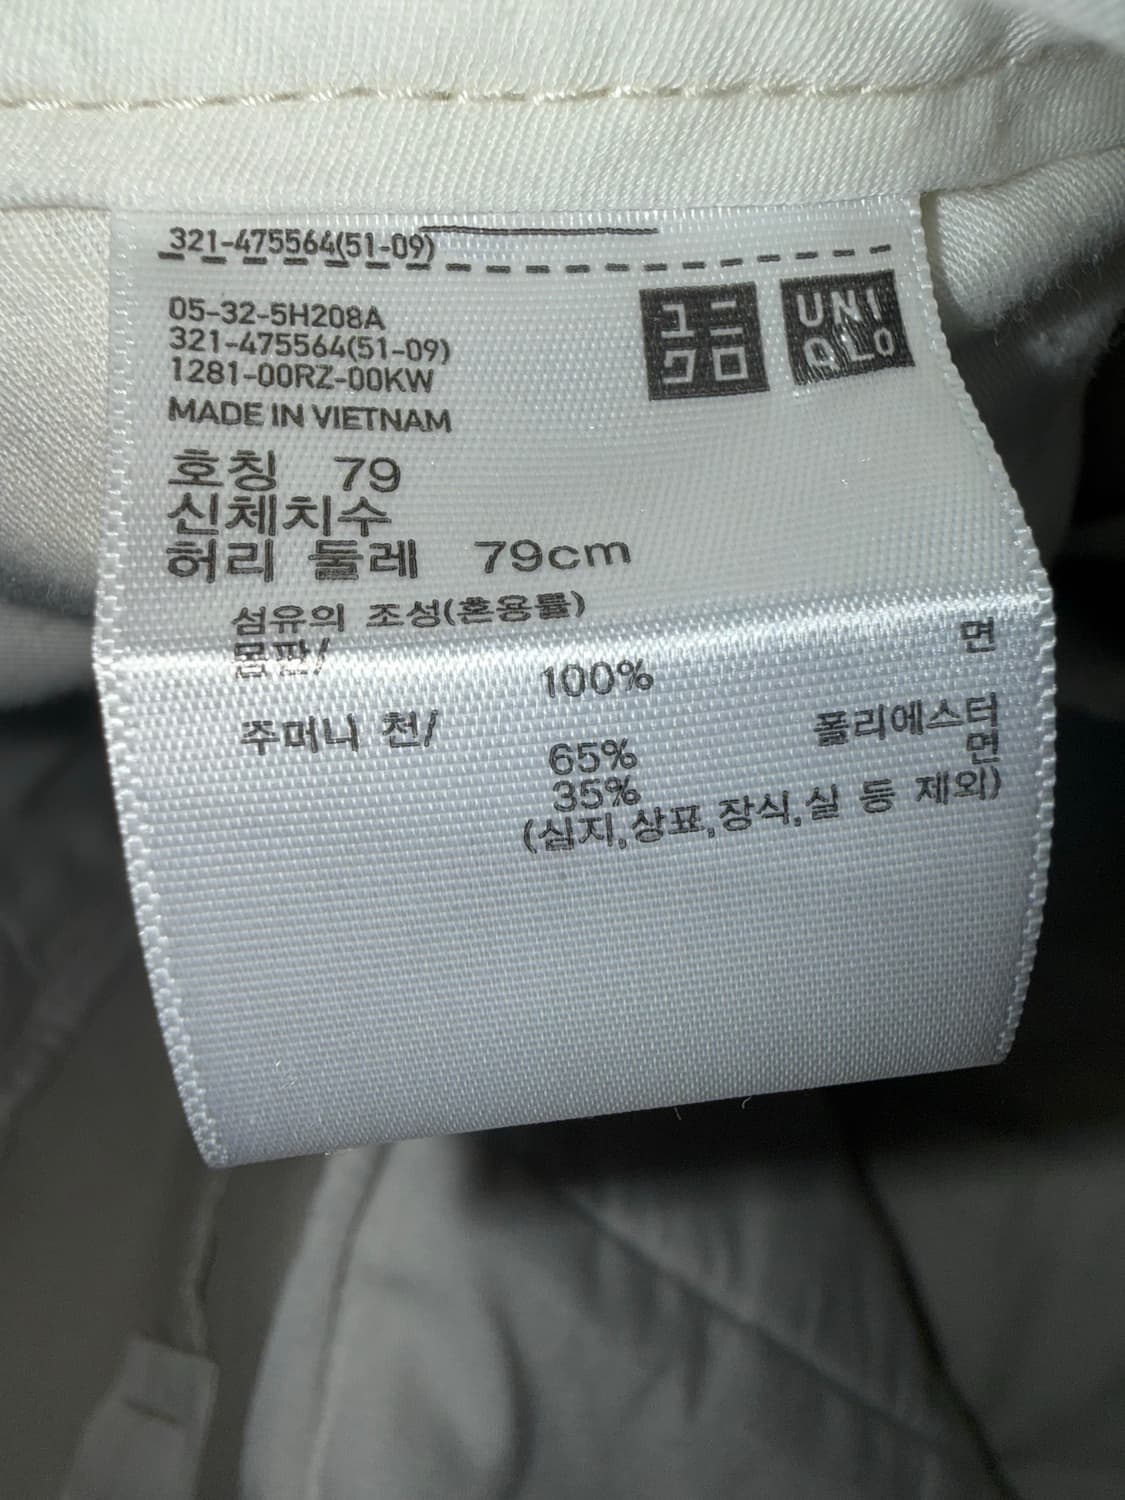 321-475564(51-09)
05-32-5H208A
321-475564(51-09)
1281-00RZ-00KW
MADE IN VIETNAM
ユニ
クロ
UNI
QLO
호칭 79
신체치수
허리 둘레 79cm
섬유의 조성(혼용률)
몸판/
100% 면
주머니 천/
65% 폴리에스터
35% 면
(심지,상표,장식,실 등 제외)